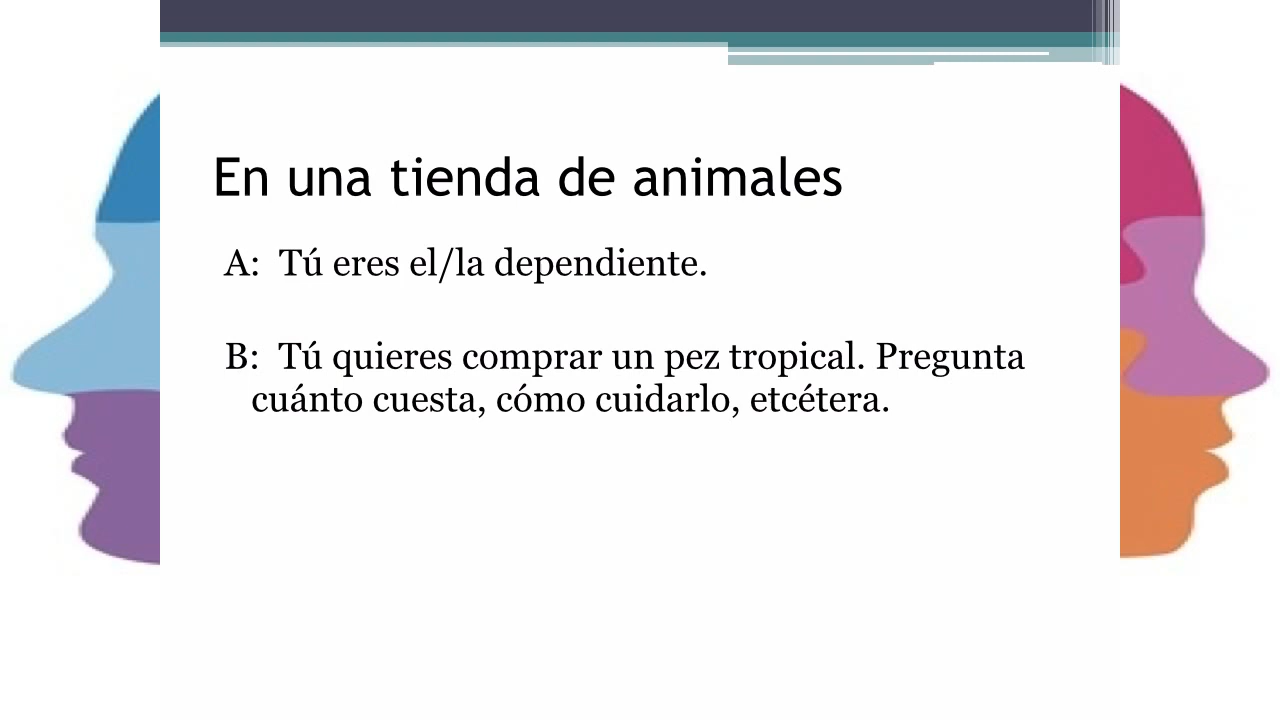 En una tienda de animales
A:  Tú eres el/la dependiente.
B:  Tú quieres comprar un pez tropical. Pregunta
cuánto cuesta, cómo cuidarlo, etcétera.